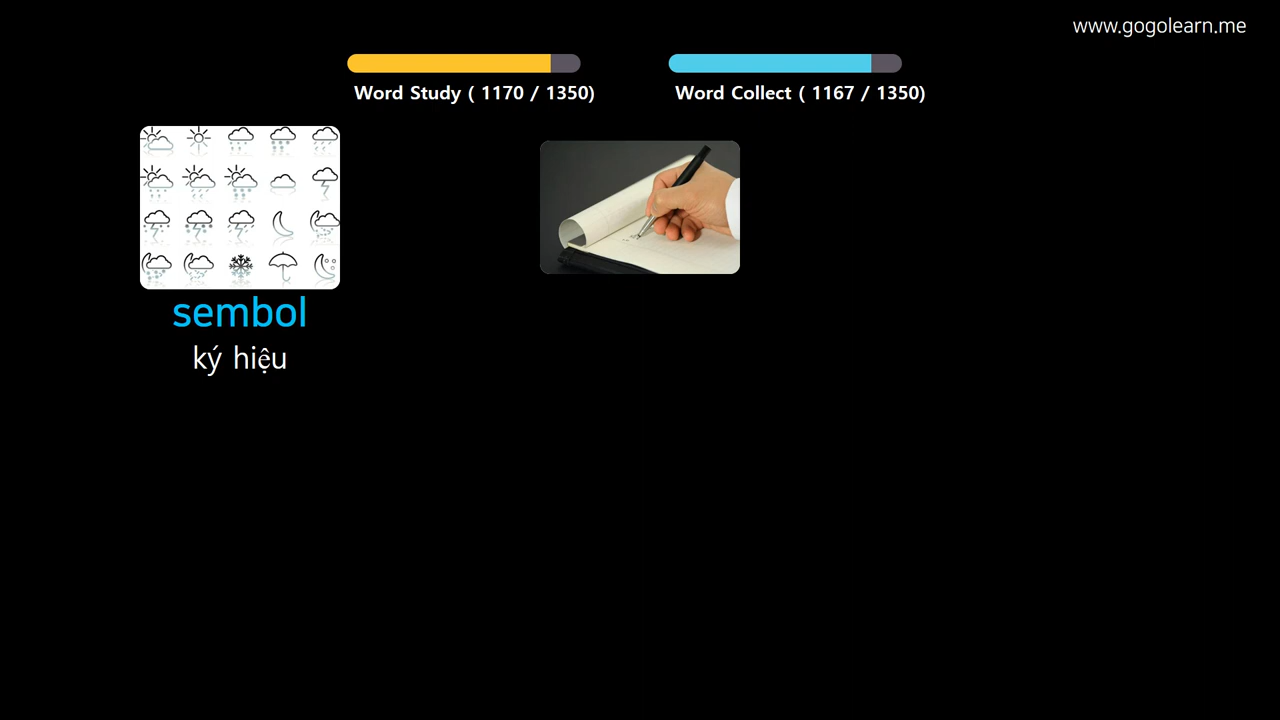 www.gogolearn.me
Word Study ( 1170 / 1350)
Word Collect ( 1167 / 1350)
sembol
ký hiệu